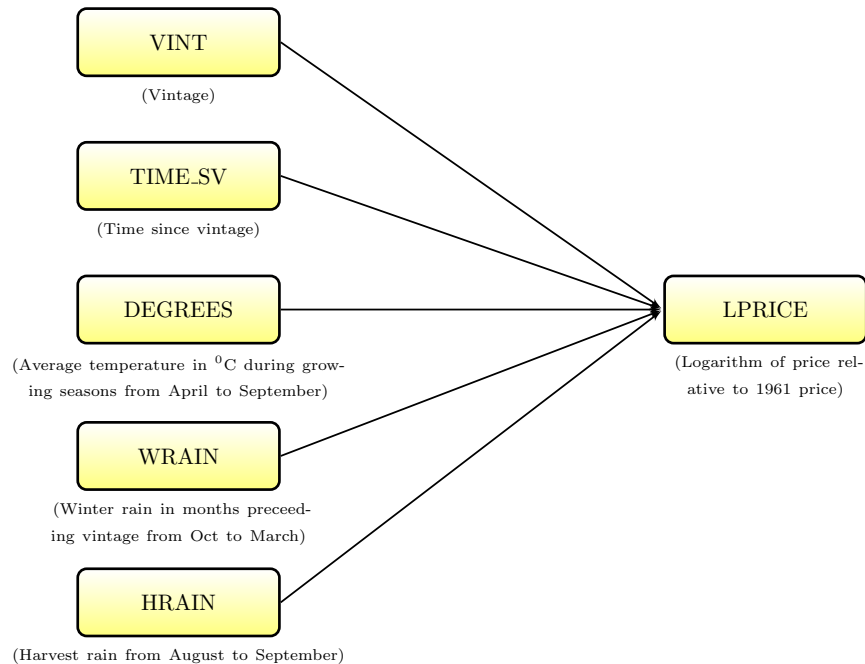 VINT
(Vintage)
TIME_SV
(Time since vintage)
DEGREES
(Average temperature in ⁰C during grow-
ing seasons from April to September)
WRAIN
(Winter rain in months preceed-
ing vintage from Oct to March)
HRAIN
(Harvest rain from August to September)
LPRICE
(Logarithm of price rel-
ative to 1961 price)